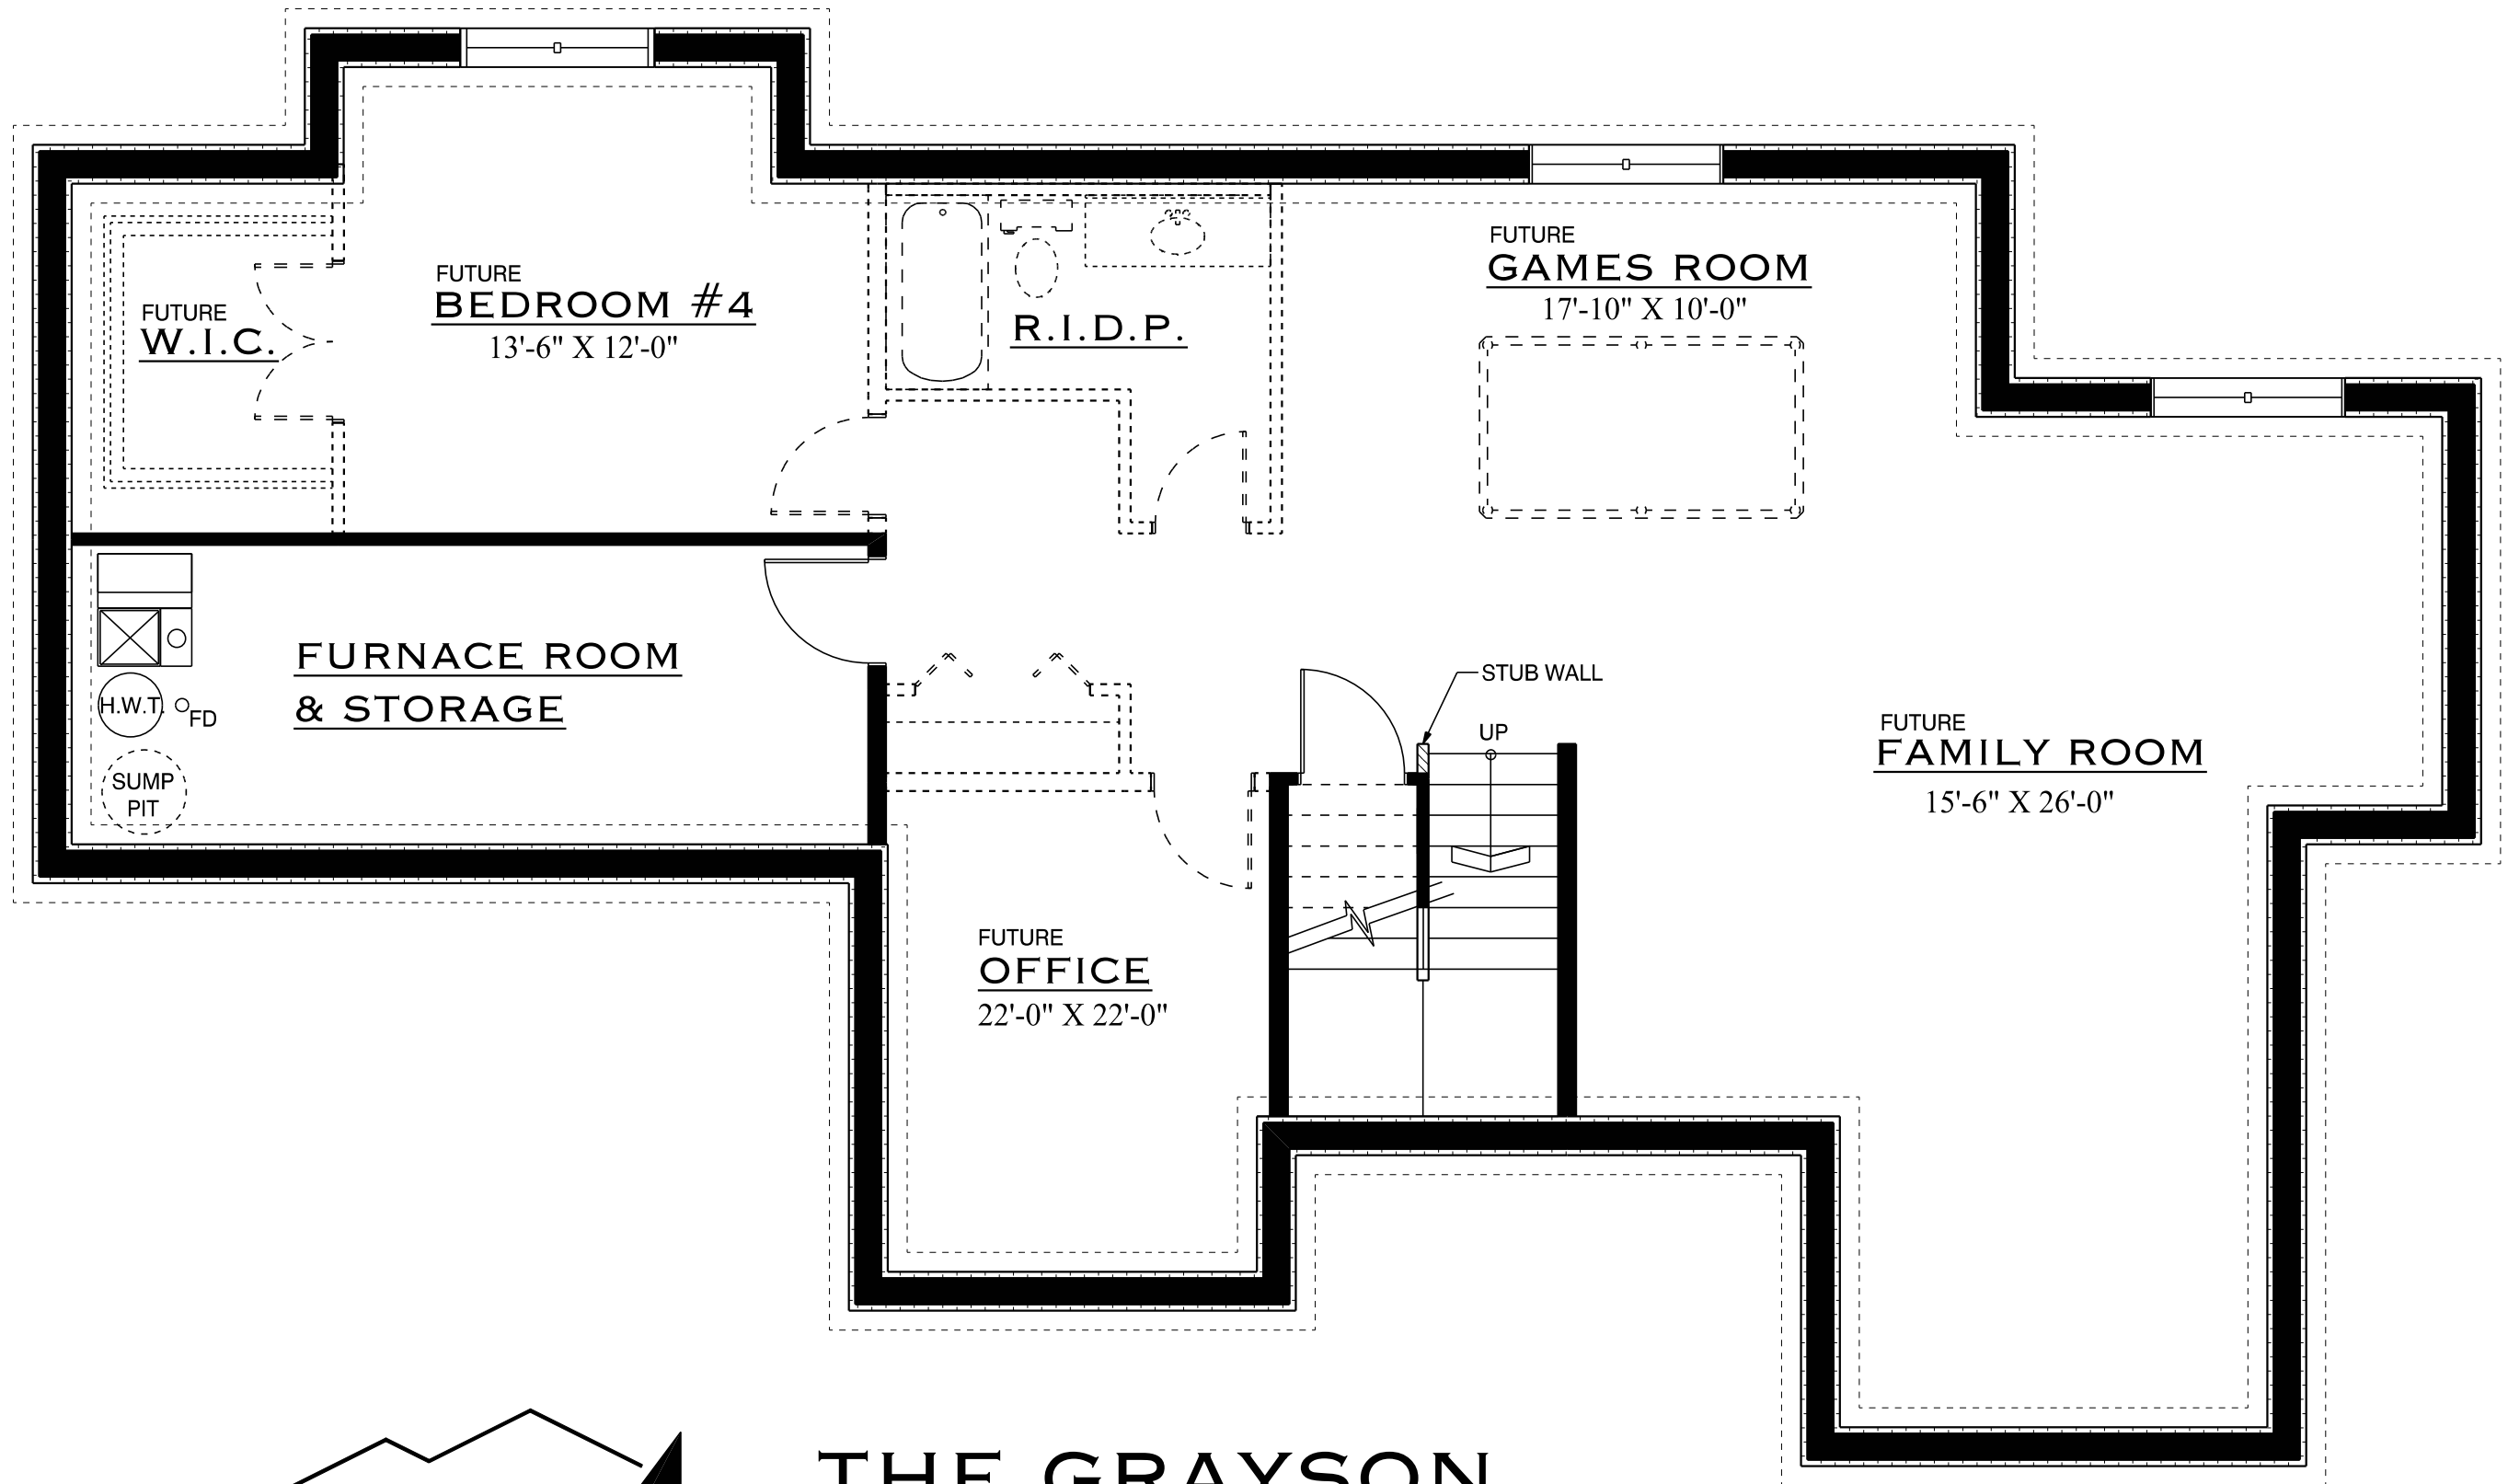 FUTURE
GAMES ROOM
17'-10" X 10'-0"
FUTURE
BEDROOM #4
13'-6" X 12'-0"
FUTURE
W.I.C.
R.I.D.P.
FURNACE ROOM
& STORAGE
H.W.T.
FD
SUMP
PIT
STUB WALL
UP
FUTURE
FAMILY ROOM
15'-6" X 26'-0"
FUTURE
OFFICE
22'-0" X 22'-0"
THE GRAYSON